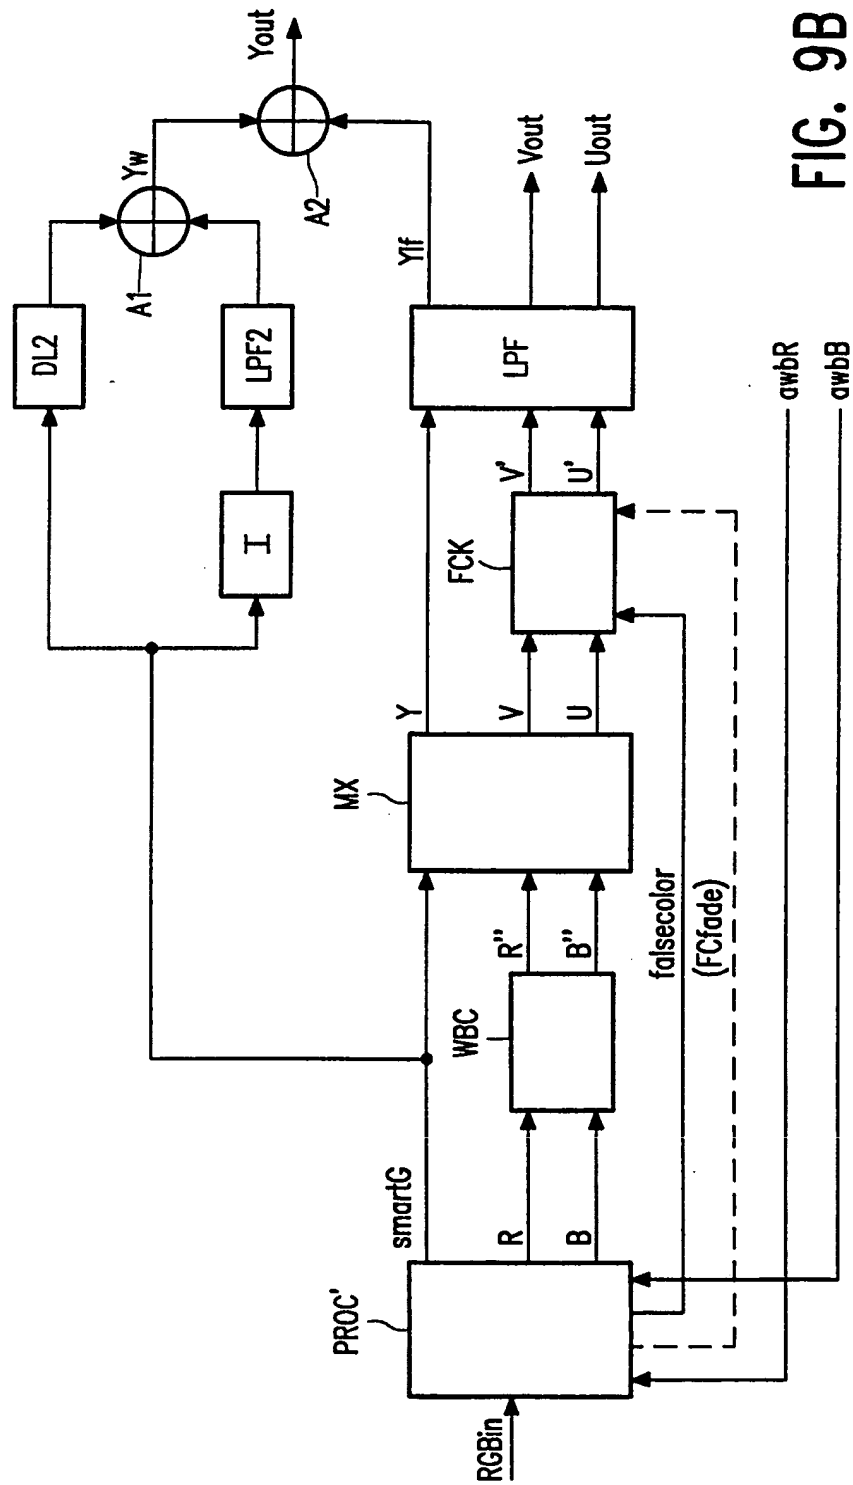 RGBin
PROC'
smartG
R
B
WBC
R''
B''
MX
Y
V
U
falsecolor
(FCfade)
FCK
V'
U'
LPF
Ylf
Vout
Uout
I
DL2
LPF2
A1
Yw
A2
Yout
awbR
awbB
FIG. 9B